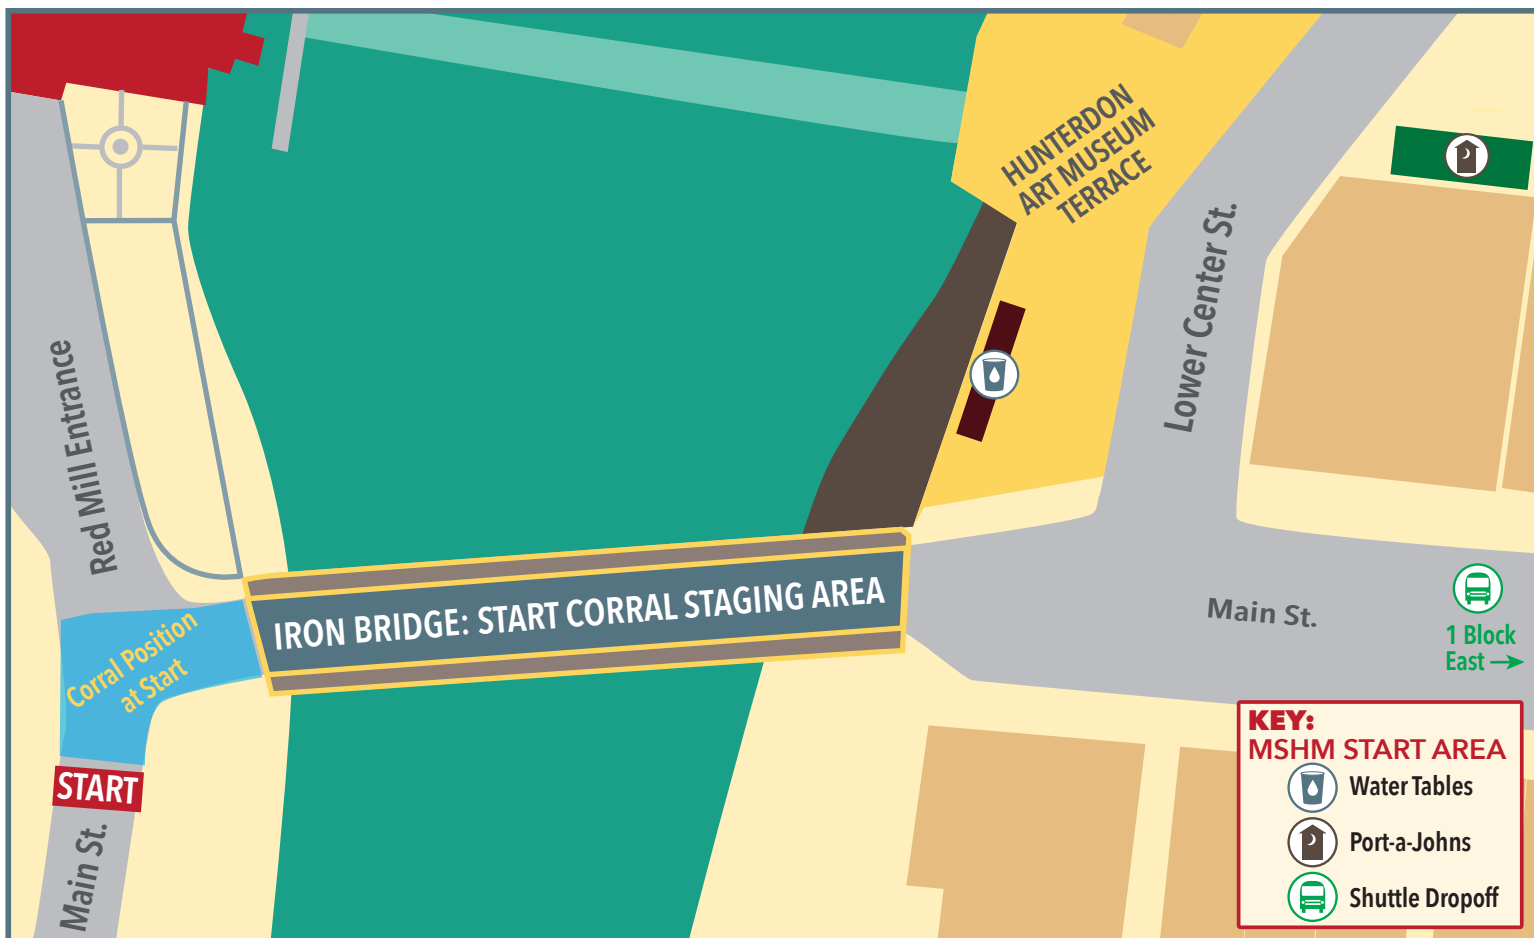 HUNTERDON
ART MUSEUM
TERRACE
Lower Center St.
Red Mill Entrance
IRON BRIDGE: START CORRAL STAGING AREA
Main St.
1 Block
East →
Corral Position
at Start
START
Main St.
KEY:
MSHM START AREA
Water Tables
Port-a-Johns
Shuttle Dropoff